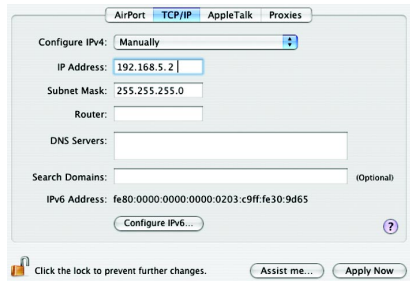 AirPort TCP/IP AppleTalk Proxies
Configure IPv4: Manually
IP Address: 192.168.5.2
Subnet Mask: 255.255.255.0
Router:
DNS Servers:
Search Domains: (Optional)
IPv6 Address: fe80:0000:0000:0000:0203:c9ff:fe30:9d65
Configure IPv6...
?
Click the lock to prevent further changes. Assist me... Apply Now